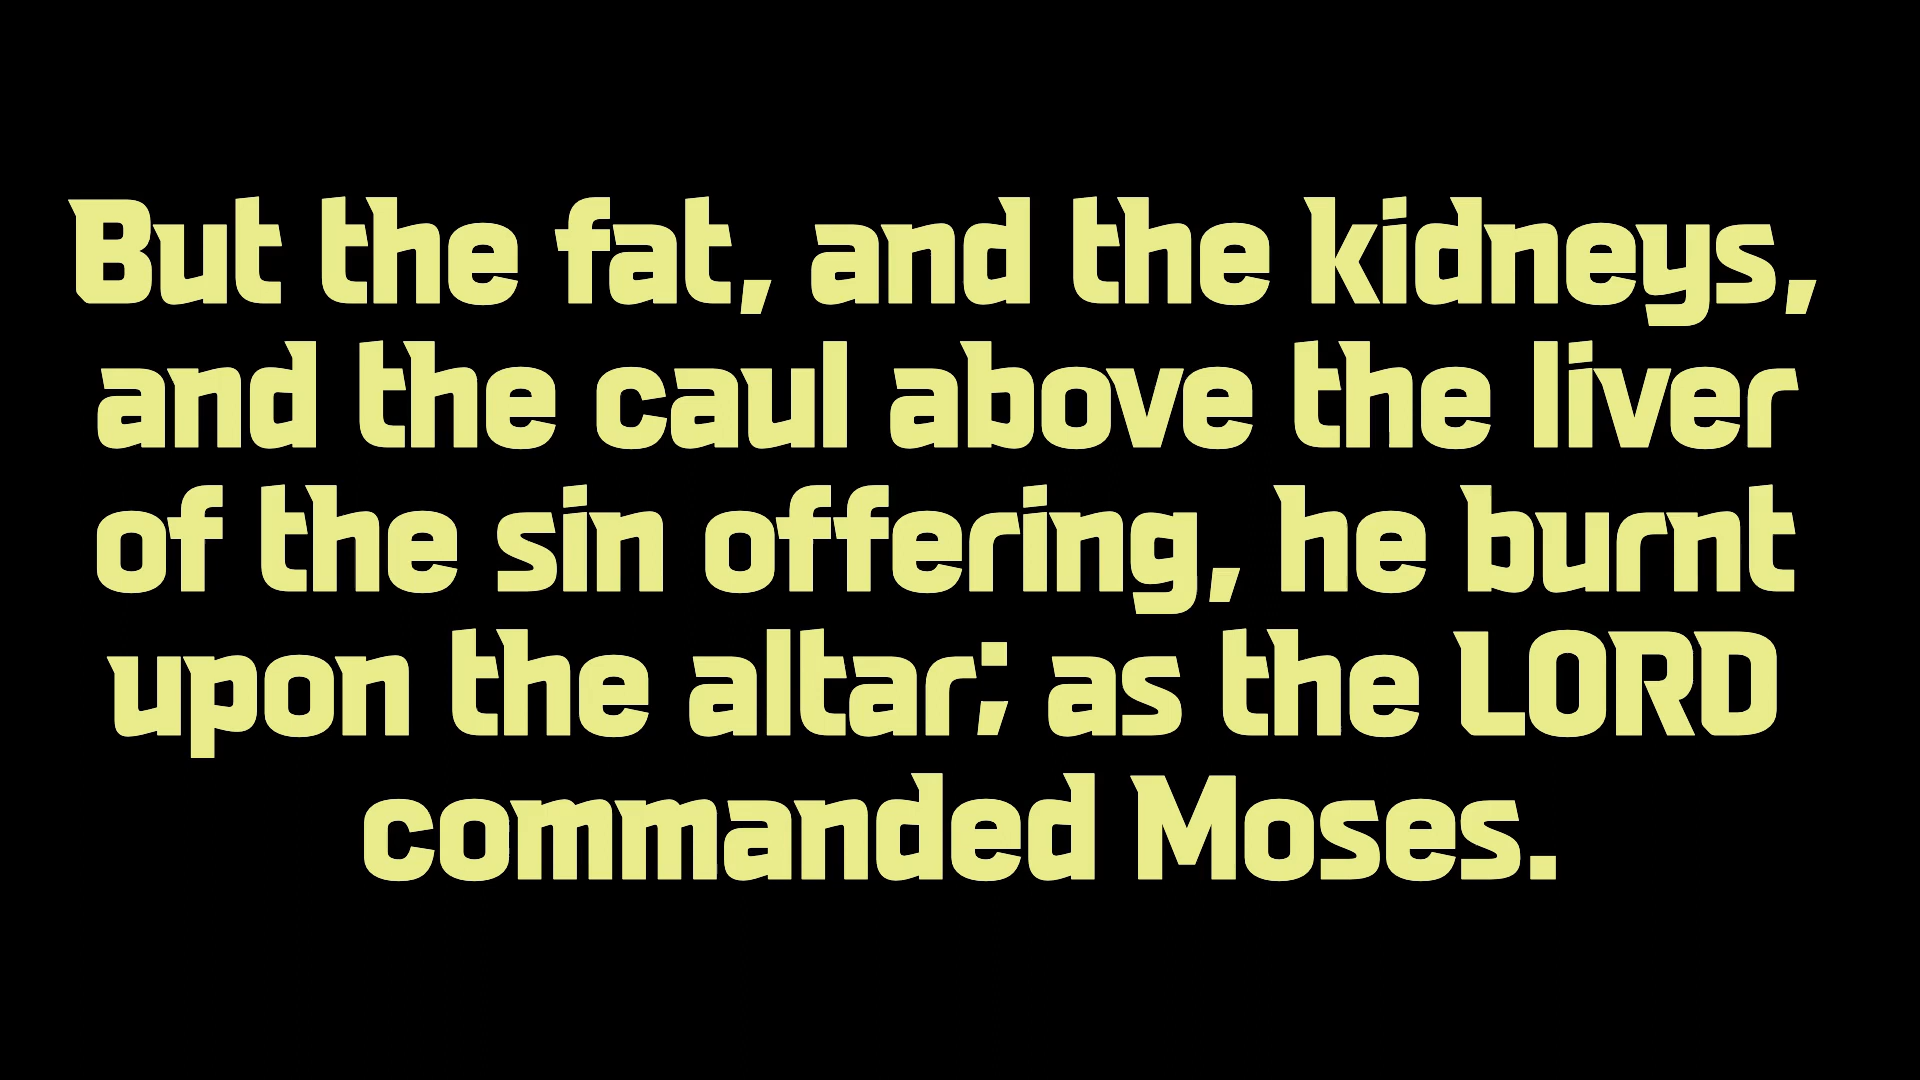 But the fat, and the kidneys,
and the caul above the liver
of the sin offering, he burnt
upon the altar; as the LORD
commanded Moses.